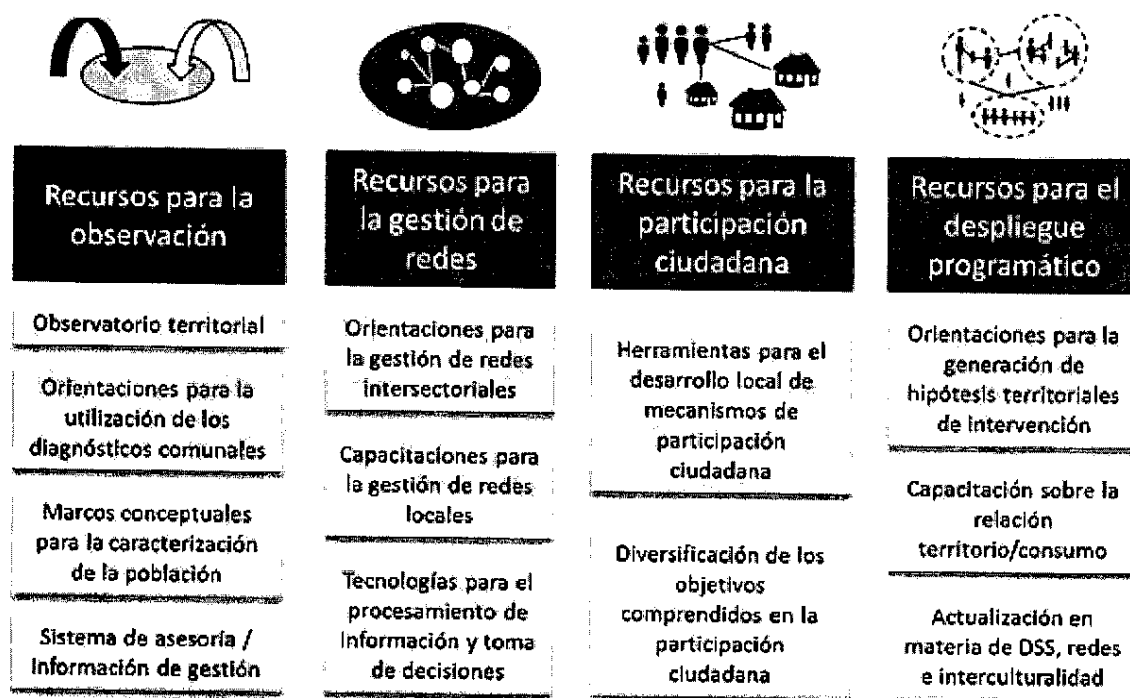 Recursos para la
observación
Observatorio territorial
Orientaciones para la
utilización de los
diagnósticos comunales
Marcos conceptuales
para la caracterización
de la población
Sistema de asesoría /
Información de gestión
Recursos para
la gestión de
redes
Orientaciones para
la gestión de redes
intersectoriales
Capacitaciones para
la gestión de redes
locales
Tecnologías para el
procesamiento de
Información y toma
de decisiones
Recursos para la
participación
ciudadana
Herramientas para el
desarrollo local de
mecanismos de
participación
ciudadana
Diversificación de los
objetivos
comprendidos en la
participación
ciudadana
Recursos para el
despliegue
programático
Orientaciones para la
generación de
hipótesis territoriales
de intervención
Capacitación sobre la
relación
territorio/consumo
Actualización en
materia de DSS, redes
e interculturalidad